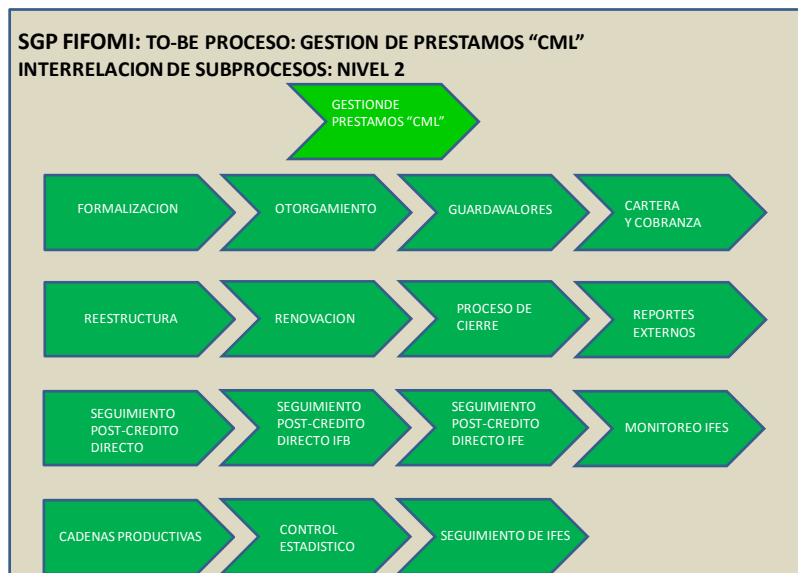 SGP FIFOMI: TO-BE PROCESO: GESTION DE PRESTAMOS “CML”
INTERRELACION DE SUBPROCESOS: NIVEL 2
GESTIONDE
PRESTAMOS “CML”
FORMALIZACION
OTORGAMIENTO
GUARDAVALORES
CARTERA
Y COBRANZA
REESTRUCTURA
RENOVACION
PROCESO DE
CIERRE
REPORTES
EXTERNOS
SEGUIMIENTO
POST-CREDITO
DIRECTO
SEGUIMIENTO
POST-CREDITO
DIRECTO IFB
SEGUIMIENTO
POST-CREDITO
DIRECTO IFE
MONITOREO IFES
CADENAS PRODUCTIVAS
CONTROL
ESTADISTICO
SEGUIMIENTO DE IFES